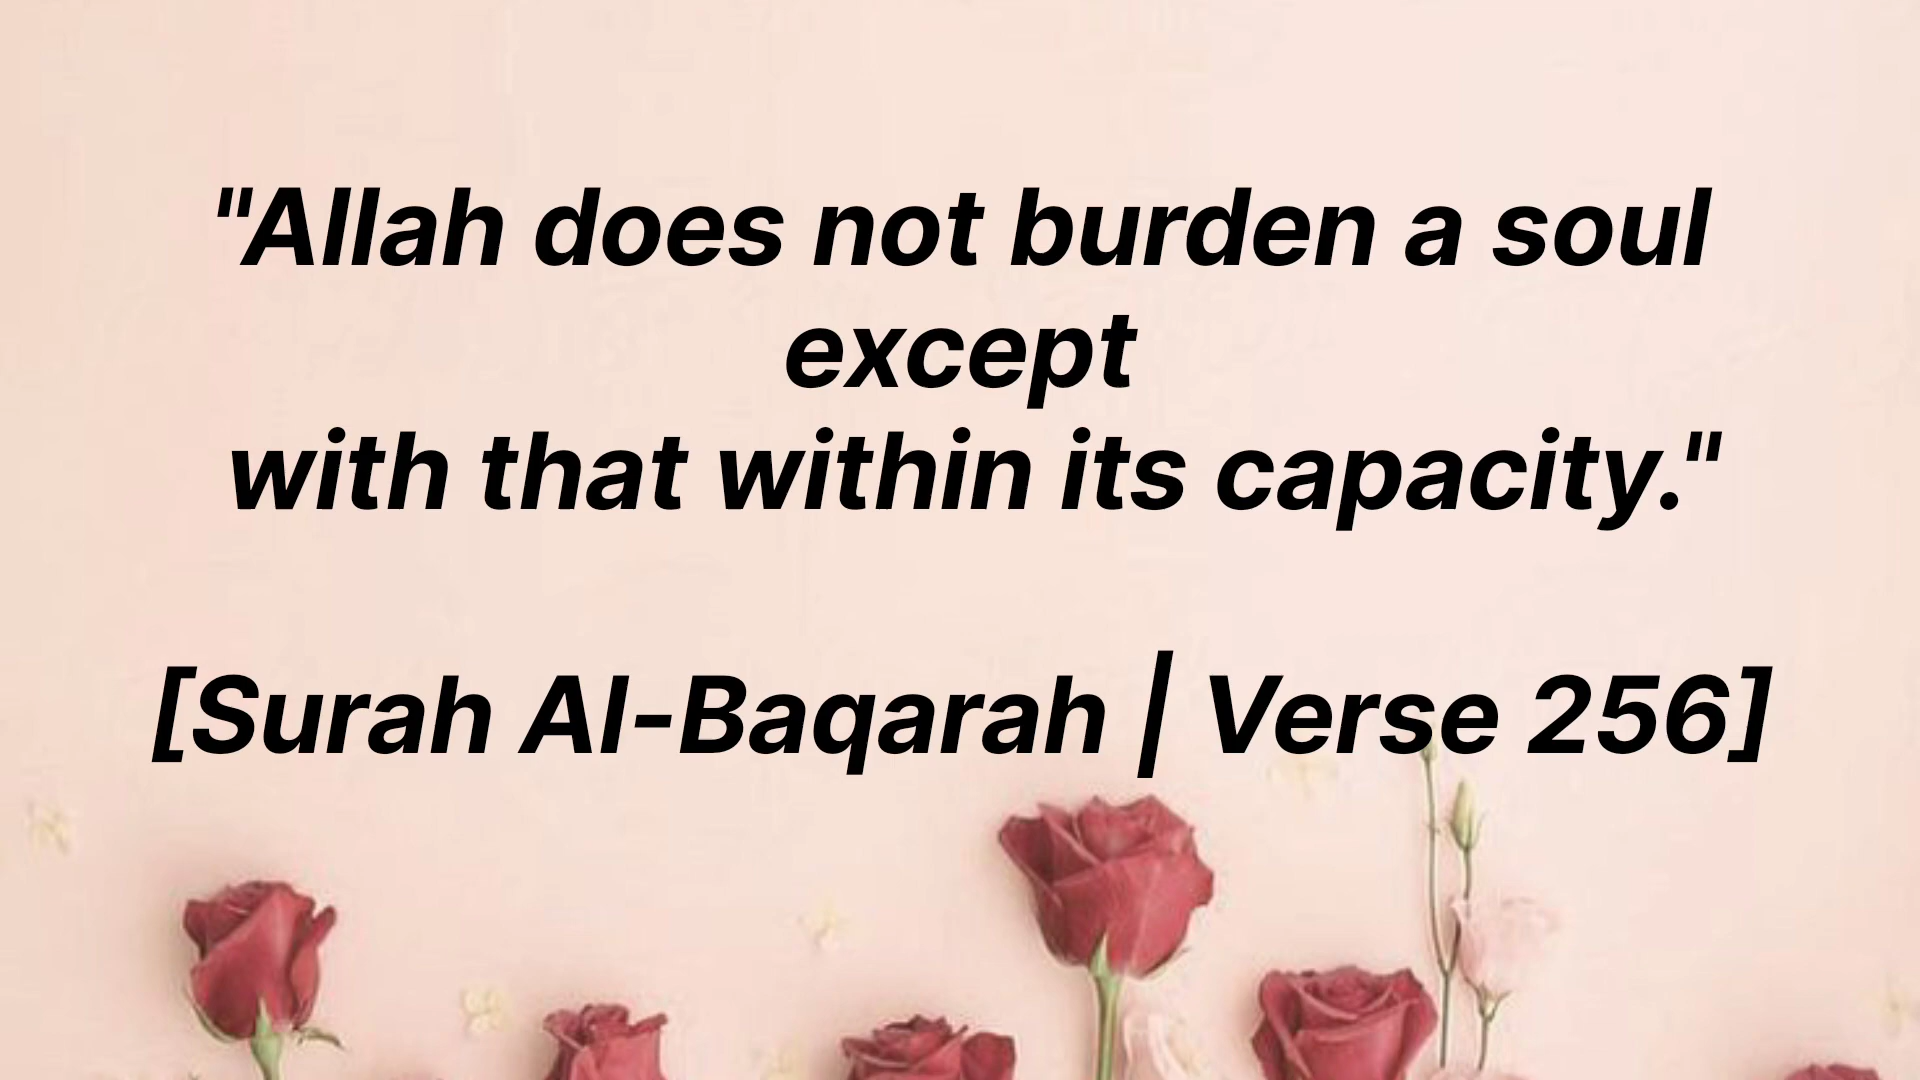 "Allah does not burden a soul
except
with that within its capacity."
[Surah Al-Baqarah | Verse 256]